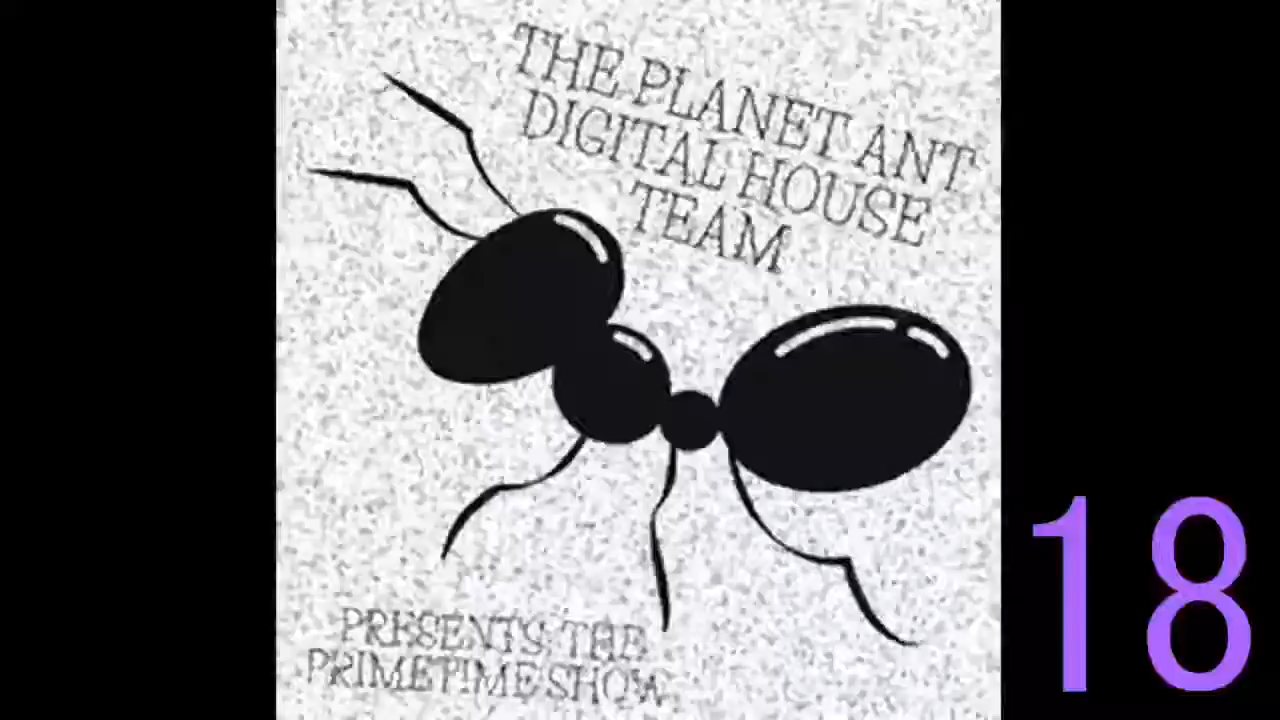 THE PLANET ANT
DIGITAL HOUSE
TEAM
PRESENTS: THE
PRIMETIME SHOW
18